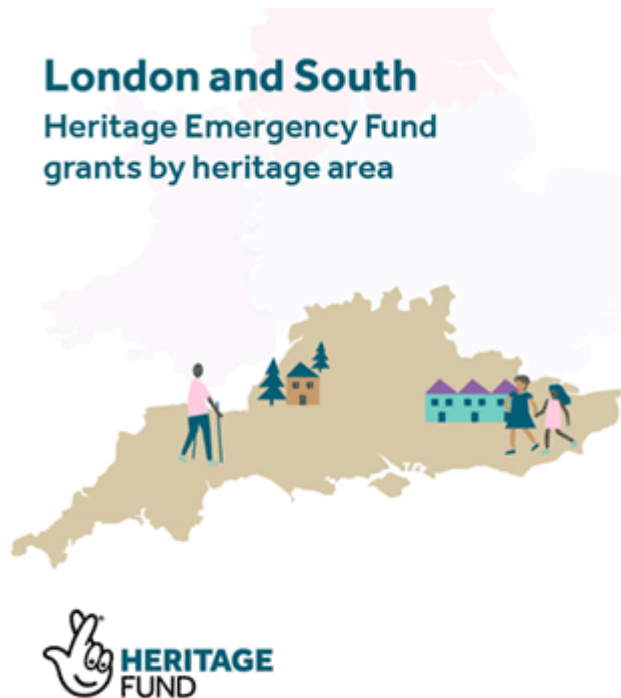 London and South
Heritage Emergency Fund
grants by heritage area
HERITAGE
FUND